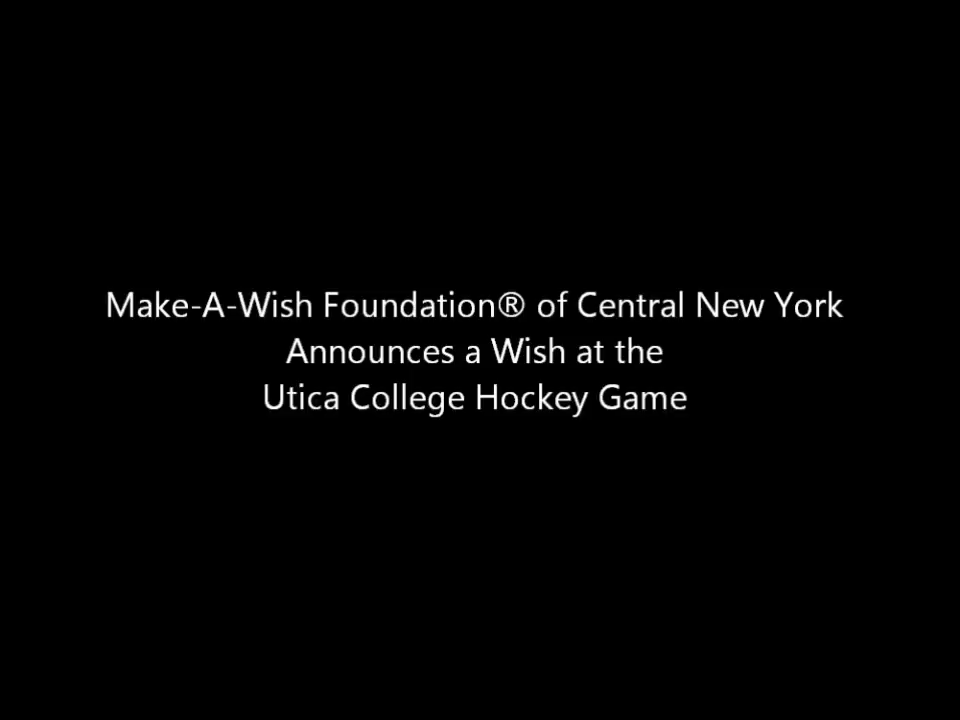 Make-A-Wish Foundation® of Central New York
Announces a Wish at the
Utica College Hockey Game